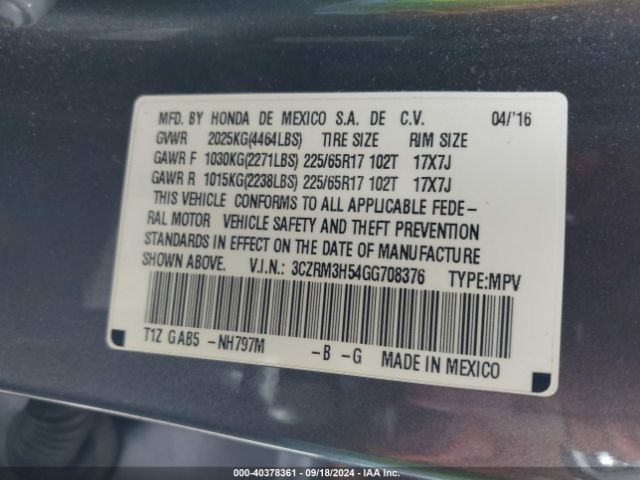 MFD. BY HONDA DE MEXICO S.A. DE C.V. 04/'16
GVWR 2025KG(4464LBS) TIRE SIZE RIM SIZE
GAWR F 1030KG(2271LBS) 225/65R17 102T 17X7J
GAWR R 1015KG(2238LBS) 225/65R17 102T 17X7J
THIS VEHICLE CONFORMS TO ALL APPLICABLE FEDE–
RAL MOTOR VEHICLE SAFETY AND THEFT PREVENTION
STANDARDS IN EFFECT ON THE DATE OF MANUFACTURE
SHOWN ABOVE. V.I.N.: 3CZRM3H54GG708376 TYPE:MPV
T1Z GAB5 –NH797M –B –G MADE IN MEXICO
000-40378361 - 09/18/2024 - IAA Inc.